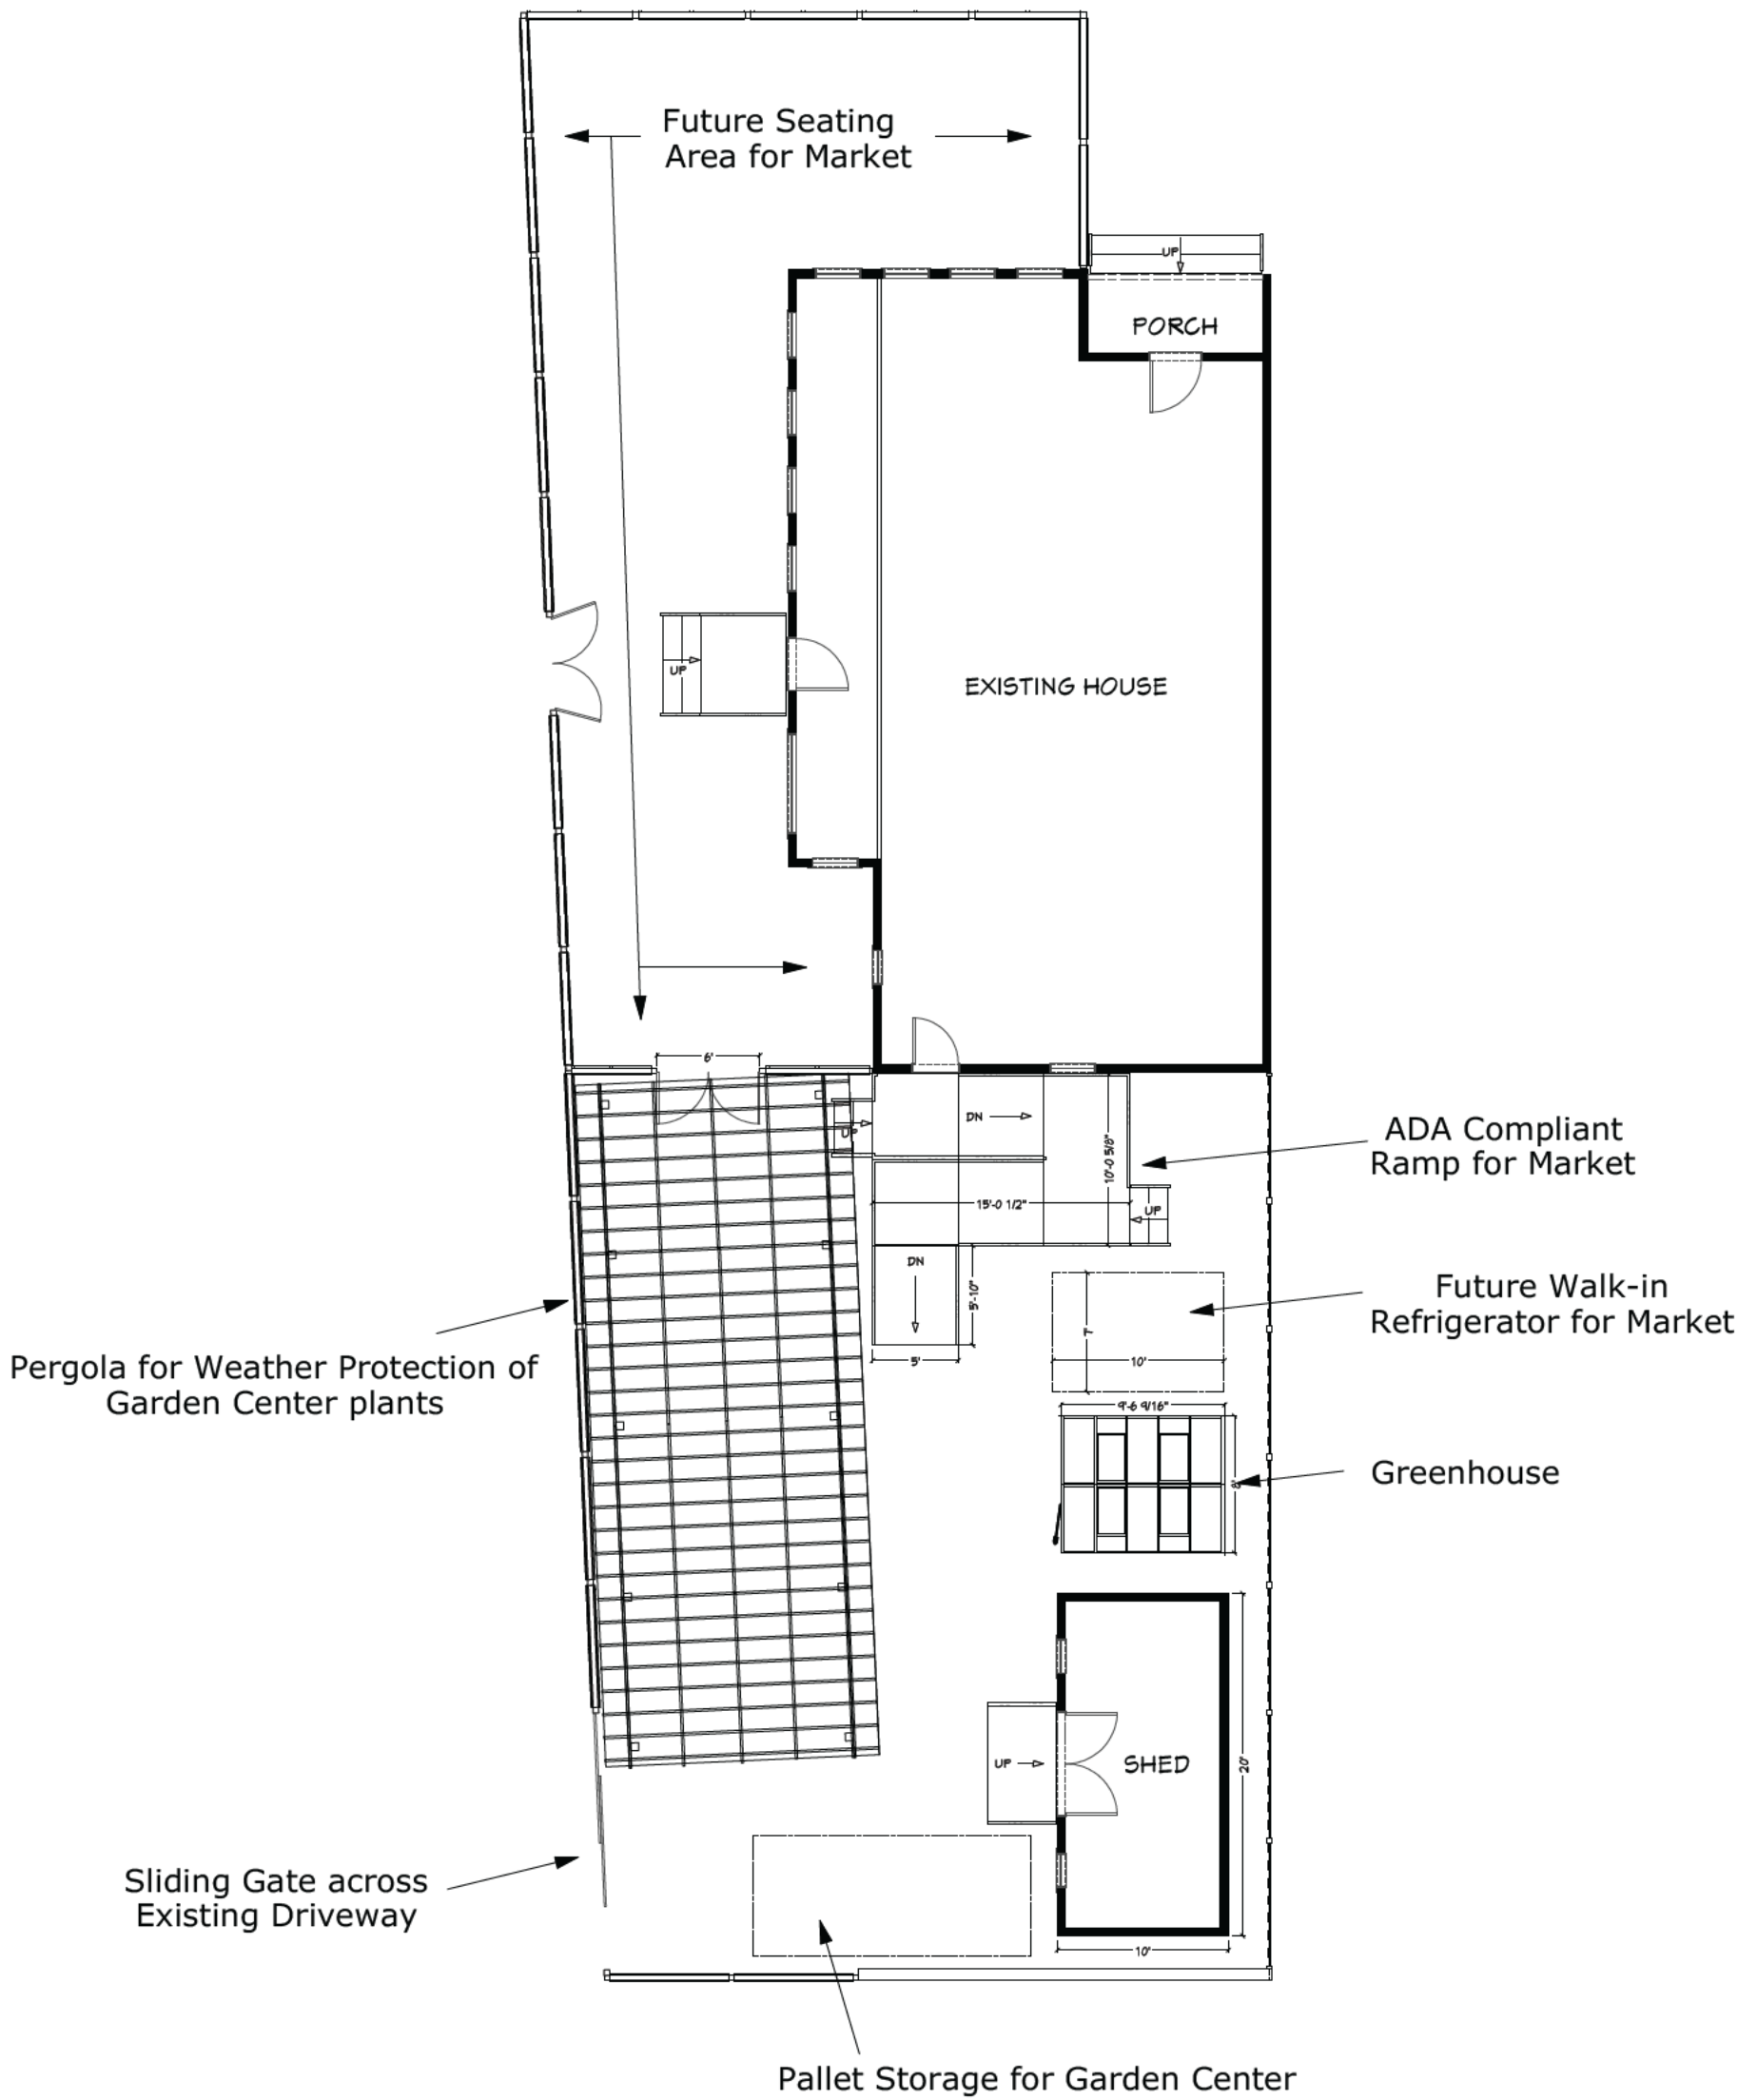 Future Seating
Area for Market
UP
PORCH
UP
EXISTING HOUSE
6'
UP
DN
10'-0 5/8"
ADA Compliant
Ramp for Market
15'-0 1/2"
UP
DN
5'-10"
5'
7'
10'
Future Walk-in
Refrigerator for Market
Pergola for Weather Protection of
Garden Center plants
9'-6 9/16"
8'
Greenhouse
UP
SHED
20'
10'
Sliding Gate across
Existing Driveway
Pallet Storage for Garden Center